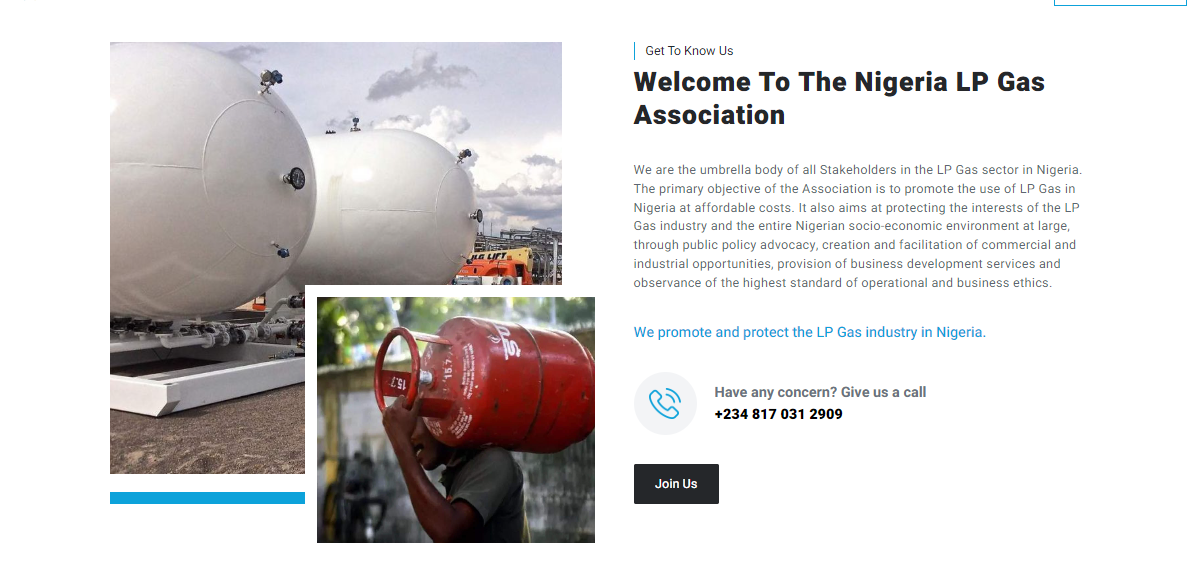 Get To Know Us
Welcome To The Nigeria LP Gas
Association
We are the umbrella body of all Stakeholders in the LP Gas sector in Nigeria.
The primary objective of the Association is to promote the use of LP Gas in
Nigeria at affordable costs. It also aims at protecting the interests of the LP
Gas industry and the entire Nigerian socio-economic environment at large,
through public policy advocacy, creation and facilitation of commercial and
industrial opportunities, provision of business development services and
observance of the highest standard of operational and business ethics.
We promote and protect the LP Gas industry in Nigeria.
Have any concern? Give us a call
+234 817 031 2909
Join Us
LIFT
15.7
15.7